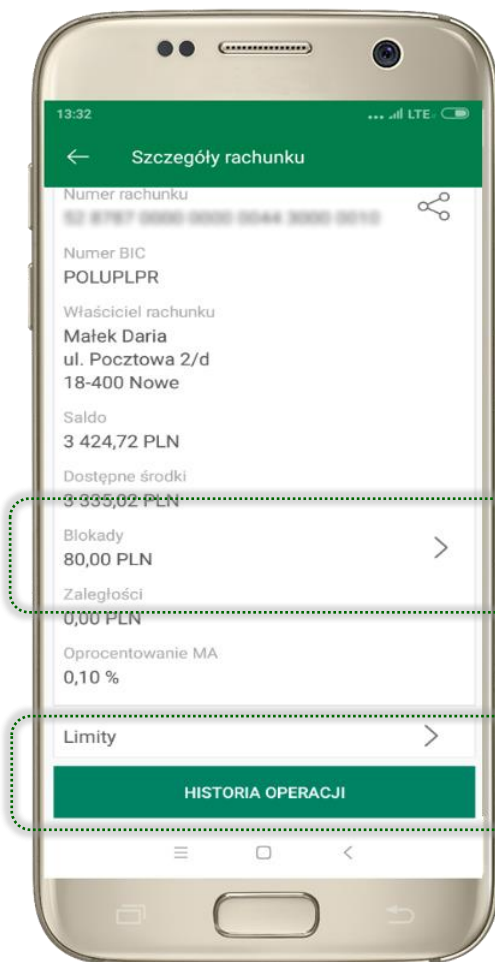 13:32
LTE
Szczegóły rachunku
Numer rachunku
Numer BIC
POLUPLPR
Właściciel rachunku
Małek Daria
ul. Pocztowa 2/d
18-400 Nowe
Saldo
3 424,72 PLN
Dostępne środki
3 335,02 PLN
Blokady
80,00 PLN
Zaległości
0,00 PLN
Oprocentowanie MA
0,10 %
Limity
HISTORIA OPERACJI